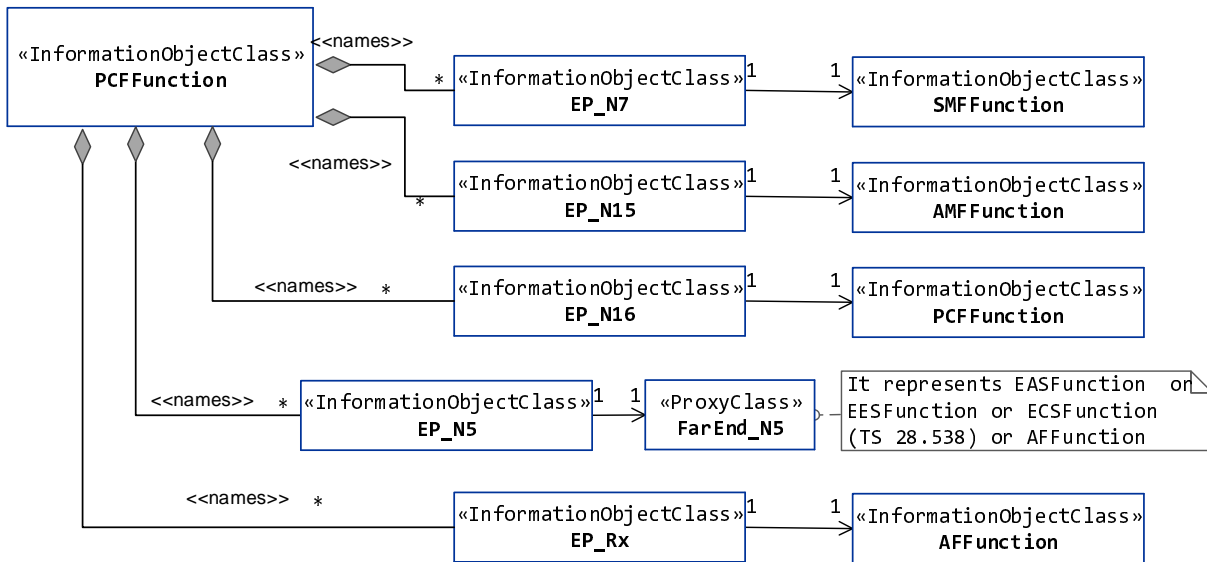 «InformationObjectClass»
PCFFunction
<<names>>
*
«InformationObjectClass»
EP_N7
1
1
«InformationObjectClass»
SMFFunction
<<names>>
*
«InformationObjectClass»
EP_N15
1
1
«InformationObjectClass»
AMFFunction
<<names>>
*
«InformationObjectClass»
EP_N16
1
1
«InformationObjectClass»
PCFFunction
<<names>>
*
«InformationObjectClass»
EP_N5
1
1
«ProxyClass»
FarEnd_N5
It represents EASFunction or
EESFunction or ECSFunction
(TS 28.538) or AFFunction
<<names>>
*
«InformationObjectClass»
EP_Rx
1
1
«InformationObjectClass»
AFFunction